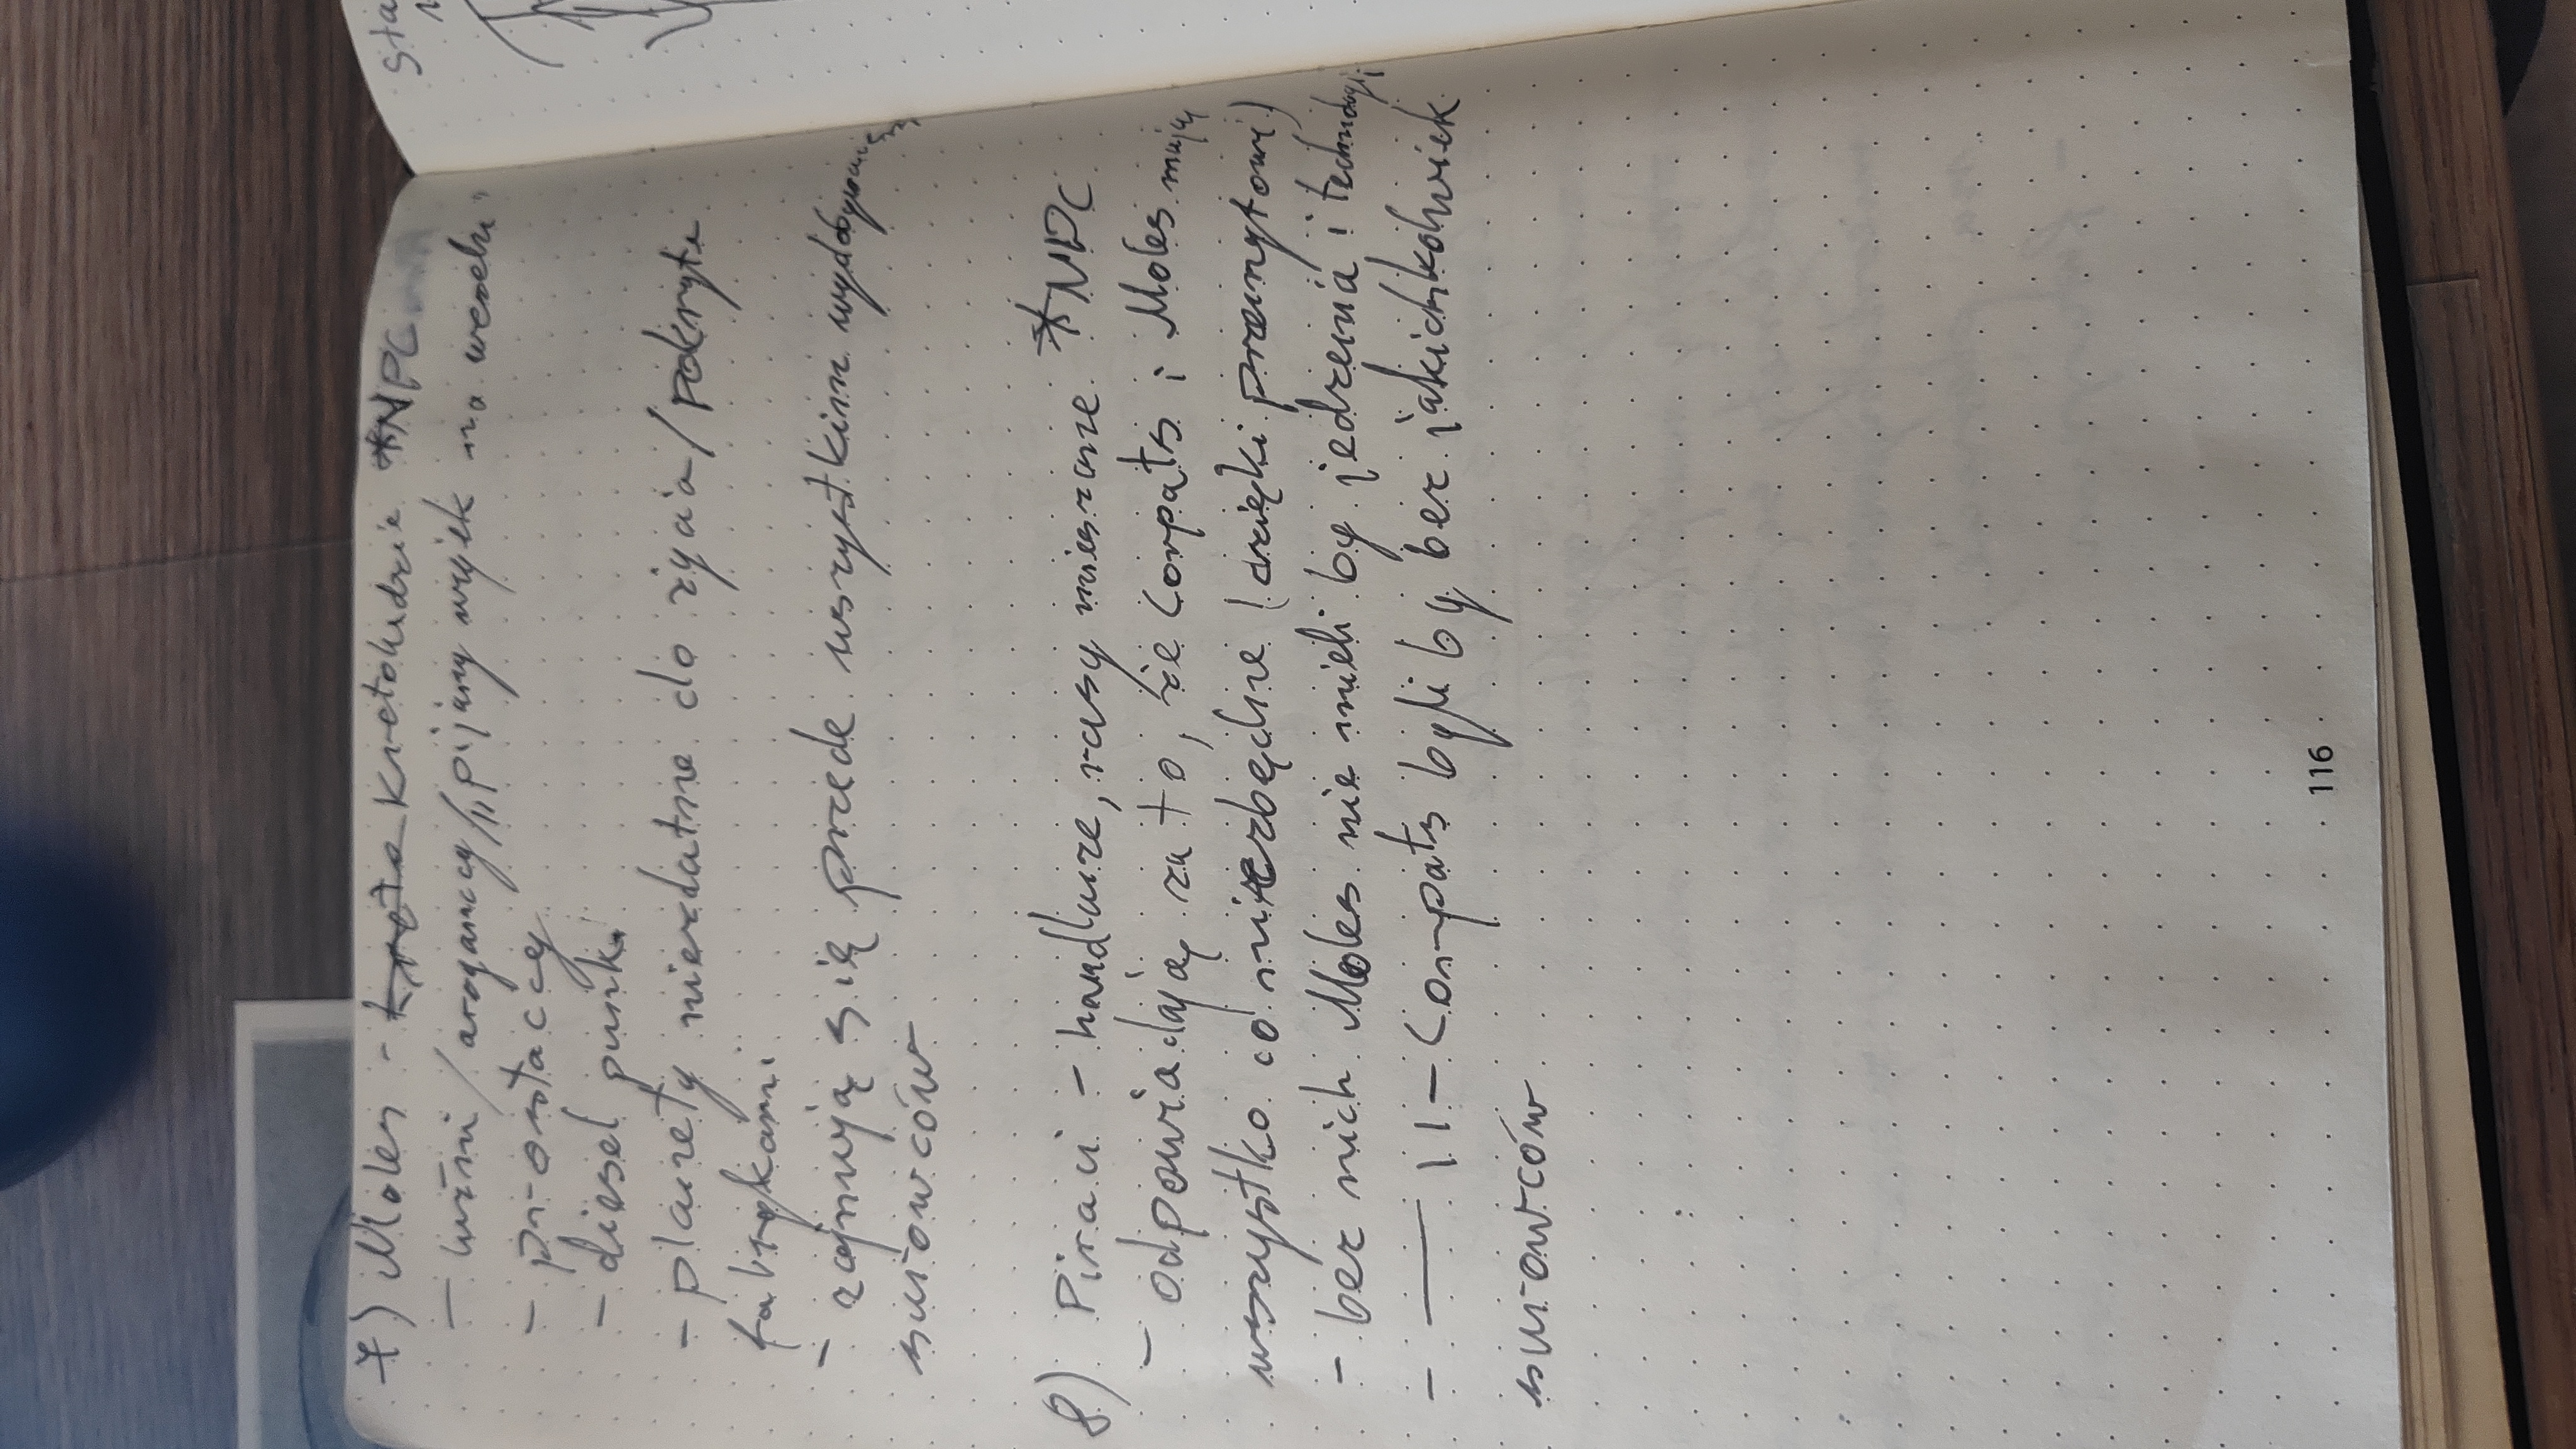 7) Moles - kreto kretoludzie *NPC
- luźni / aroganccy / „pijany wujek na weselu"
- prostaccy
- diesel punk
- planety niezdatne do życia / pokryte
fabrykami
- zajmują się przede wszystkim wydobywaniem
surowców
8) Piraci - handlarze, rasy mieszane *NPC
- odpowiadają za to, że Corpats i Moles mają
wszystko co niezbędne (dzięki przemytowi)
- bez nich Moles nie mieli by jedzenia i technologii
- —— 11 — Corpats byli by bez jakichkolwiek
surowców
116
sta